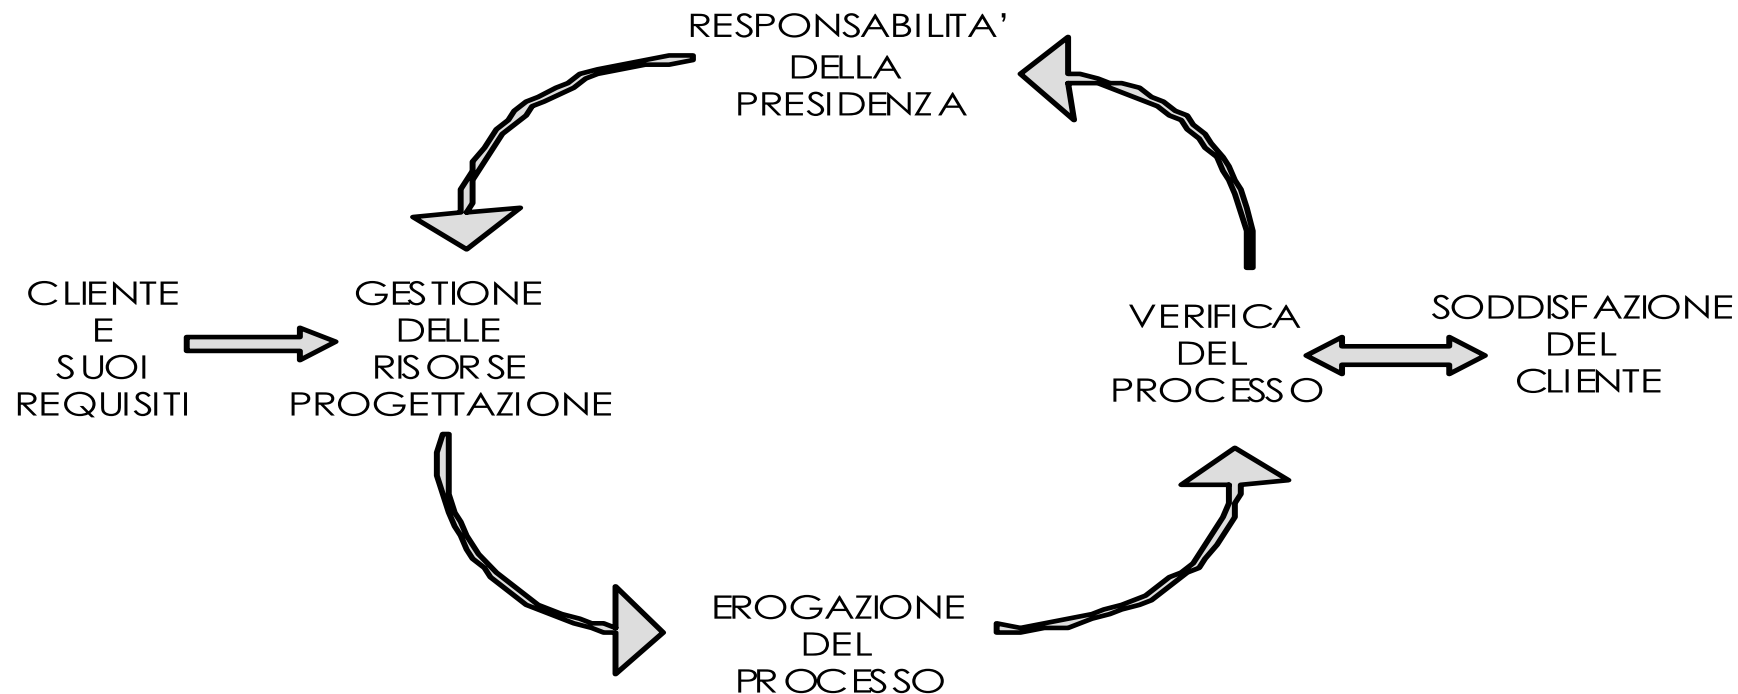 RESPONSABILITA'
DELLA
PRESIDENZA
CLIENTE
E
SUOI
REQUISITI
GESTIONE
DELLE
RISORSE
PROGETTAZIONE
VERIFICA
DEL
PROCESSO
SODDISFAZIONE
DEL
CLIENTE
EROGAZIONE
DEL
PROCESSO